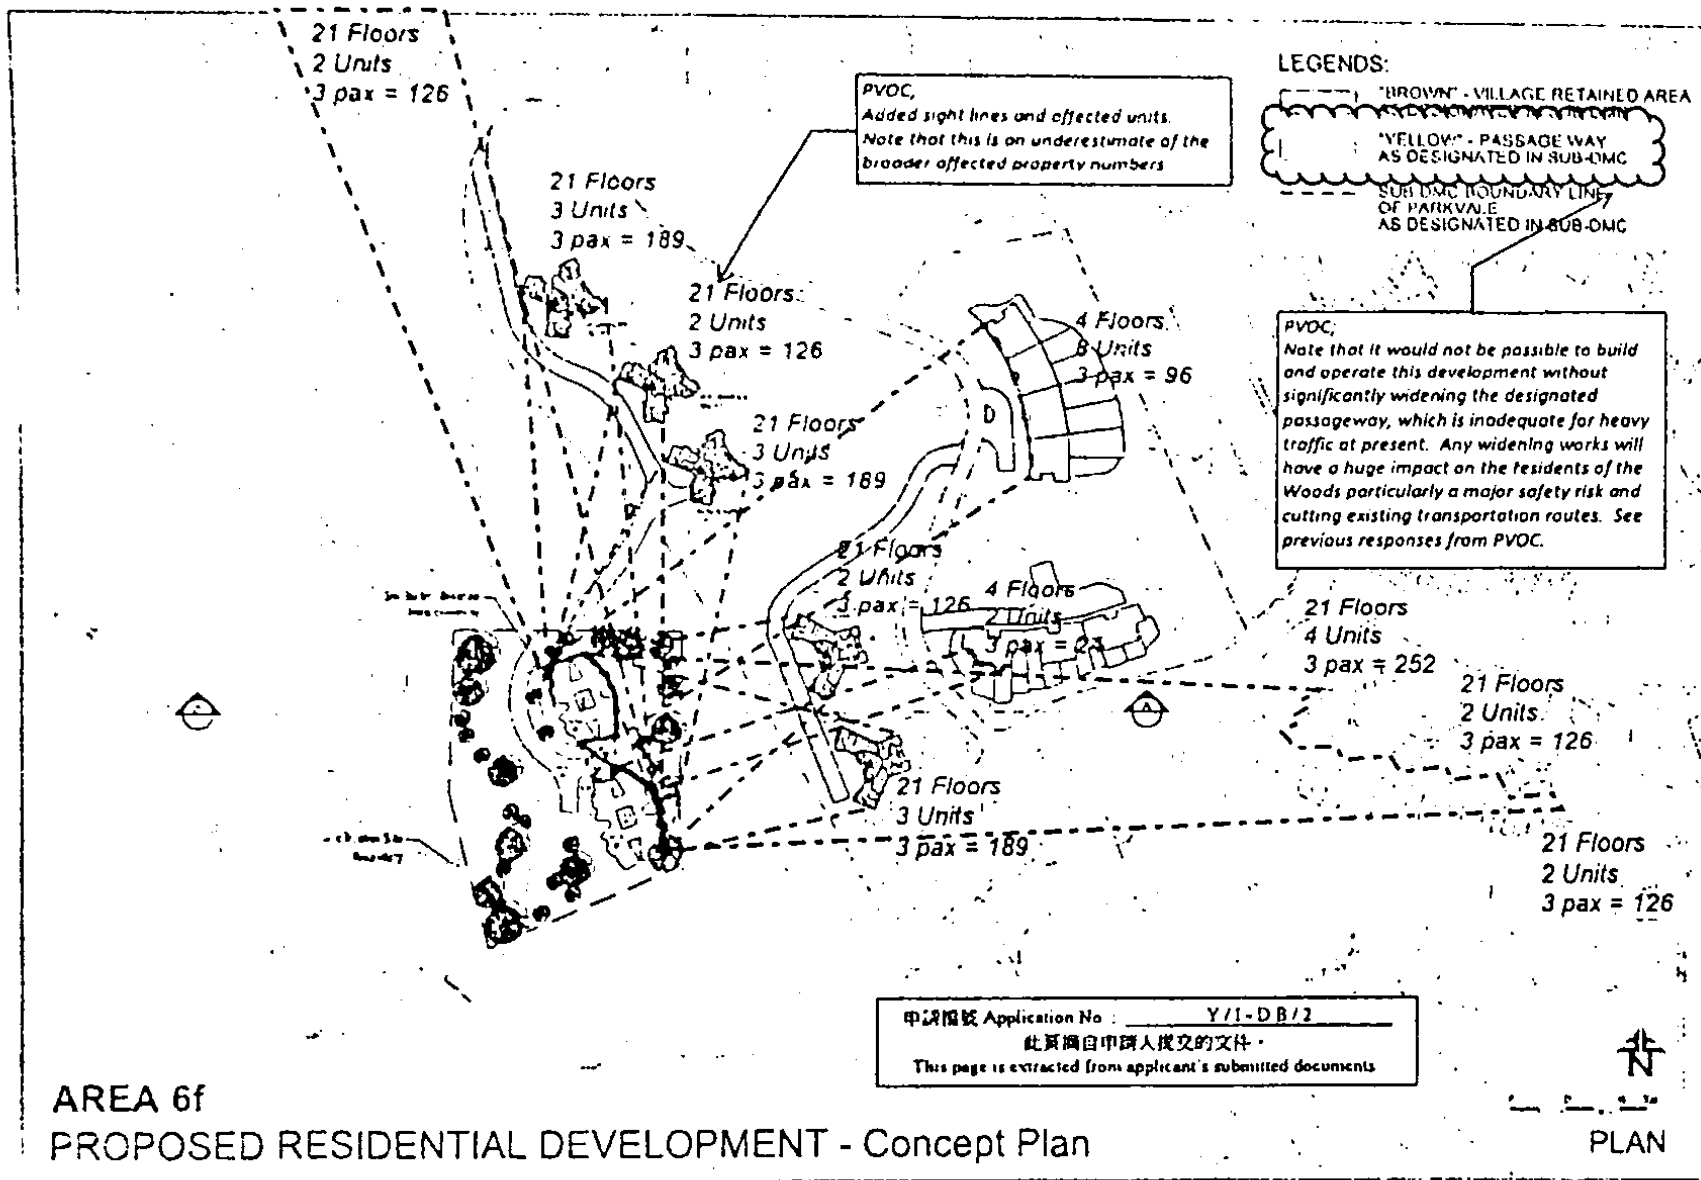 21 Floors
2 Units
3 pax = 126
PVOC,
Added sight lines and affected units.
Note that this is an underestimate of the
broader affected property numbers
LEGENDS:
"BROWN" - VILLAGE RETAINED AREA
"YELLOW" - PASSAGE WAY
AS DESIGNATED IN SUB-DMC
SUB-DMC BOUNDARY LINE
OF PARKVALE
AS DESIGNATED IN SUB-DMC
21 Floors
3 Units
3 pax = 189
21 Floors
2 Units
3 pax = 126
4 Floors
8 Units
3 pax = 96
PVOC;
Note that it would not be possible to build
and operate this development without
significantly widening the designated
passageway, which is inadequate for heavy
traffic at present. Any widening works will
have a huge impact on the residents of the
Woods particularly a major safety risk and
cutting existing transportation routes. See
previous responses from PVOC.
21 Floors
3 Units
3 pax = 189
21 Floors
2 Units
3 pax = 126
4 Floors
2 Units
3 pax = 23
21 Floors
4 Units
3 pax = 252
21 Floors
2 Units
3 pax = 126
21 Floors
3 Units
3 pax = 189
21 Floors
2 Units
3 pax = 126
申請編號 Application No : Y/I-DB/2
此頁摘自申請人提交的文件。
This page is extracted from applicant's submitted documents
N
AREA 6f
PROPOSED RESIDENTIAL DEVELOPMENT - Concept Plan
PLAN